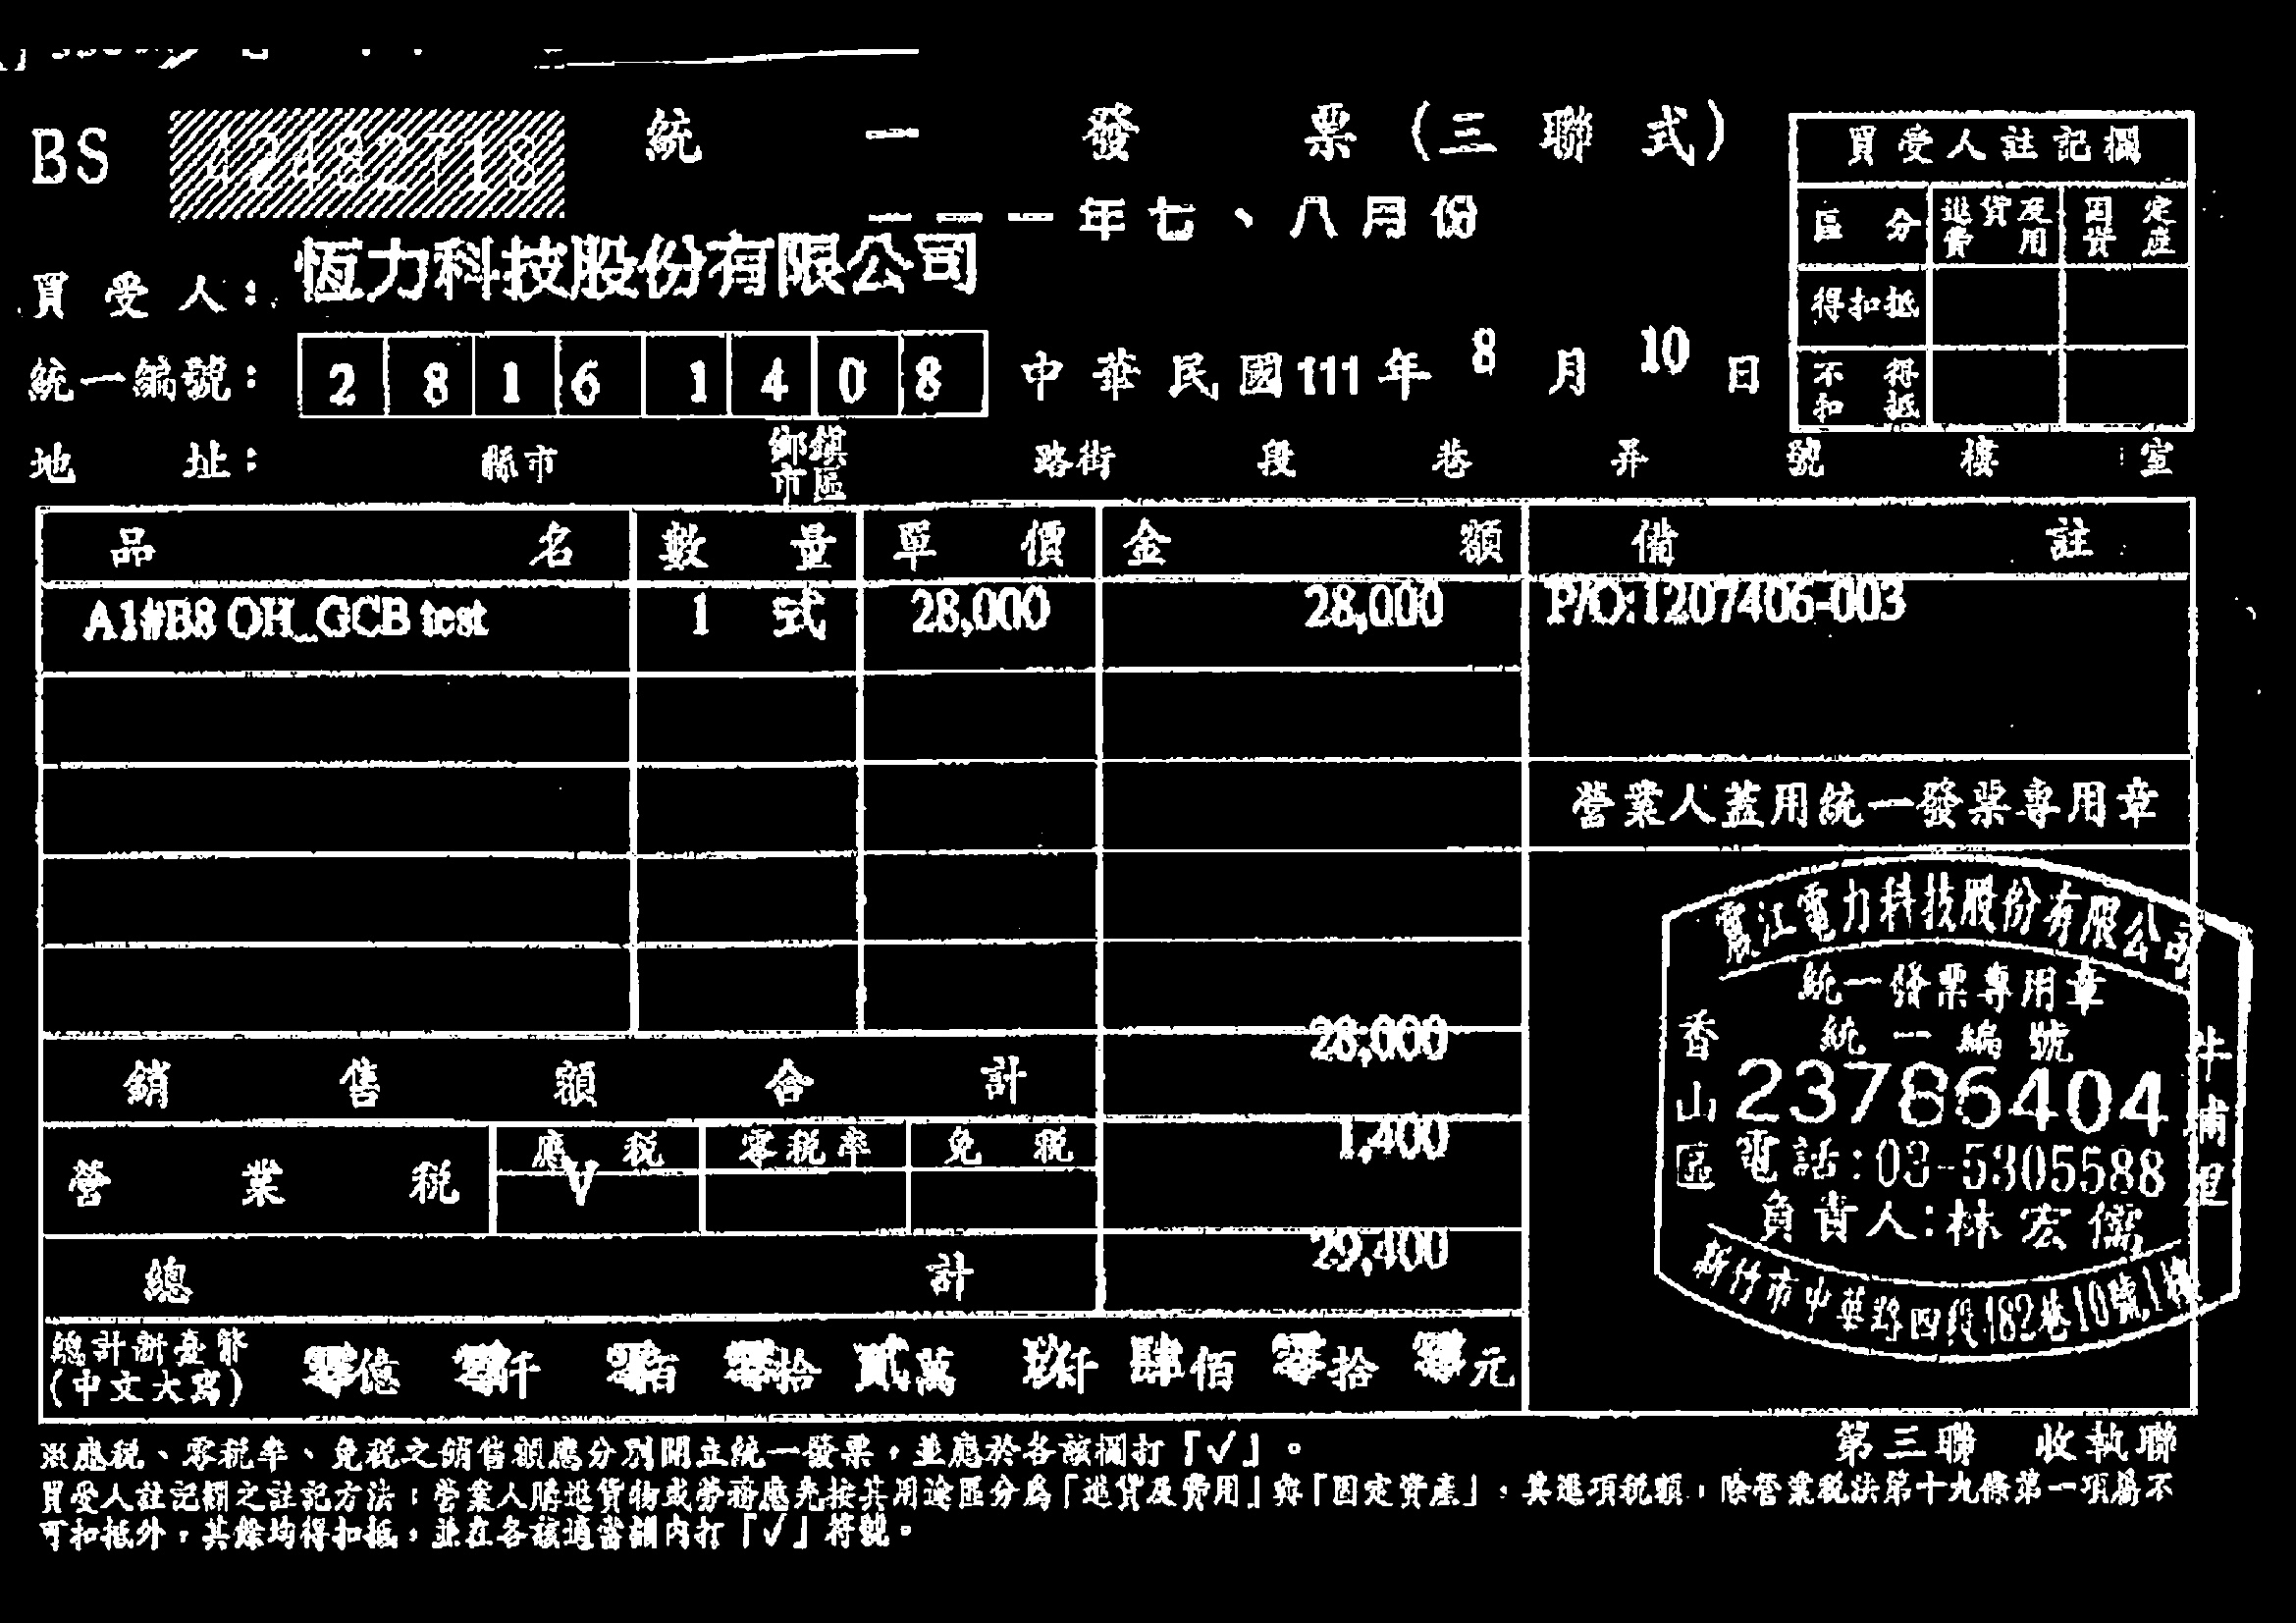 BS 42482718 統一發票(三聯式)
一一一年七、八月份
買受人註記欄
區分 進貨及費用 固定資產
得扣抵
不得扣抵
買受人: 恆力科技股份有限公司
統一編號: 28161408 中華民國111年8月10日
地址: 縣市 鄉鎮市區 路街 段 巷 弄 號 樓 室
品名 數量 單價 金額 備註
A1#B8 OH_GCB test 1 式 28,000 28,000 P/O:1207406-003
營業人蓋用統一發票專用章
銷售額合計 28,000
營業稅 應稅 V 零稅率 免稅 1,400
總計 29,400
總計新臺幣(中文大寫) 零億零仟零佰零拾貳萬玖仟肆佰零拾零元
江電力科技股份有限公司
統一發票專用章
統一編號
23786404
電話:03-5305588
負責人:林宏儒
香山區
牛埔里
新竹市中華路四段182巷10號1樓
第三聯 收執聯
※應稅、零稅率、免稅之銷售額應分別開立統一發票,並應於各該欄打「✓」。
買受人註記欄之註記方法:營業人購進貨物或勞務應先按其用途區分為「進貨及費用」與「固定資產」,其進項稅額,除營業稅法第十九條第一項屬不
可扣抵外,其餘均得扣抵,並在各該適當欄內打「✓」符號。